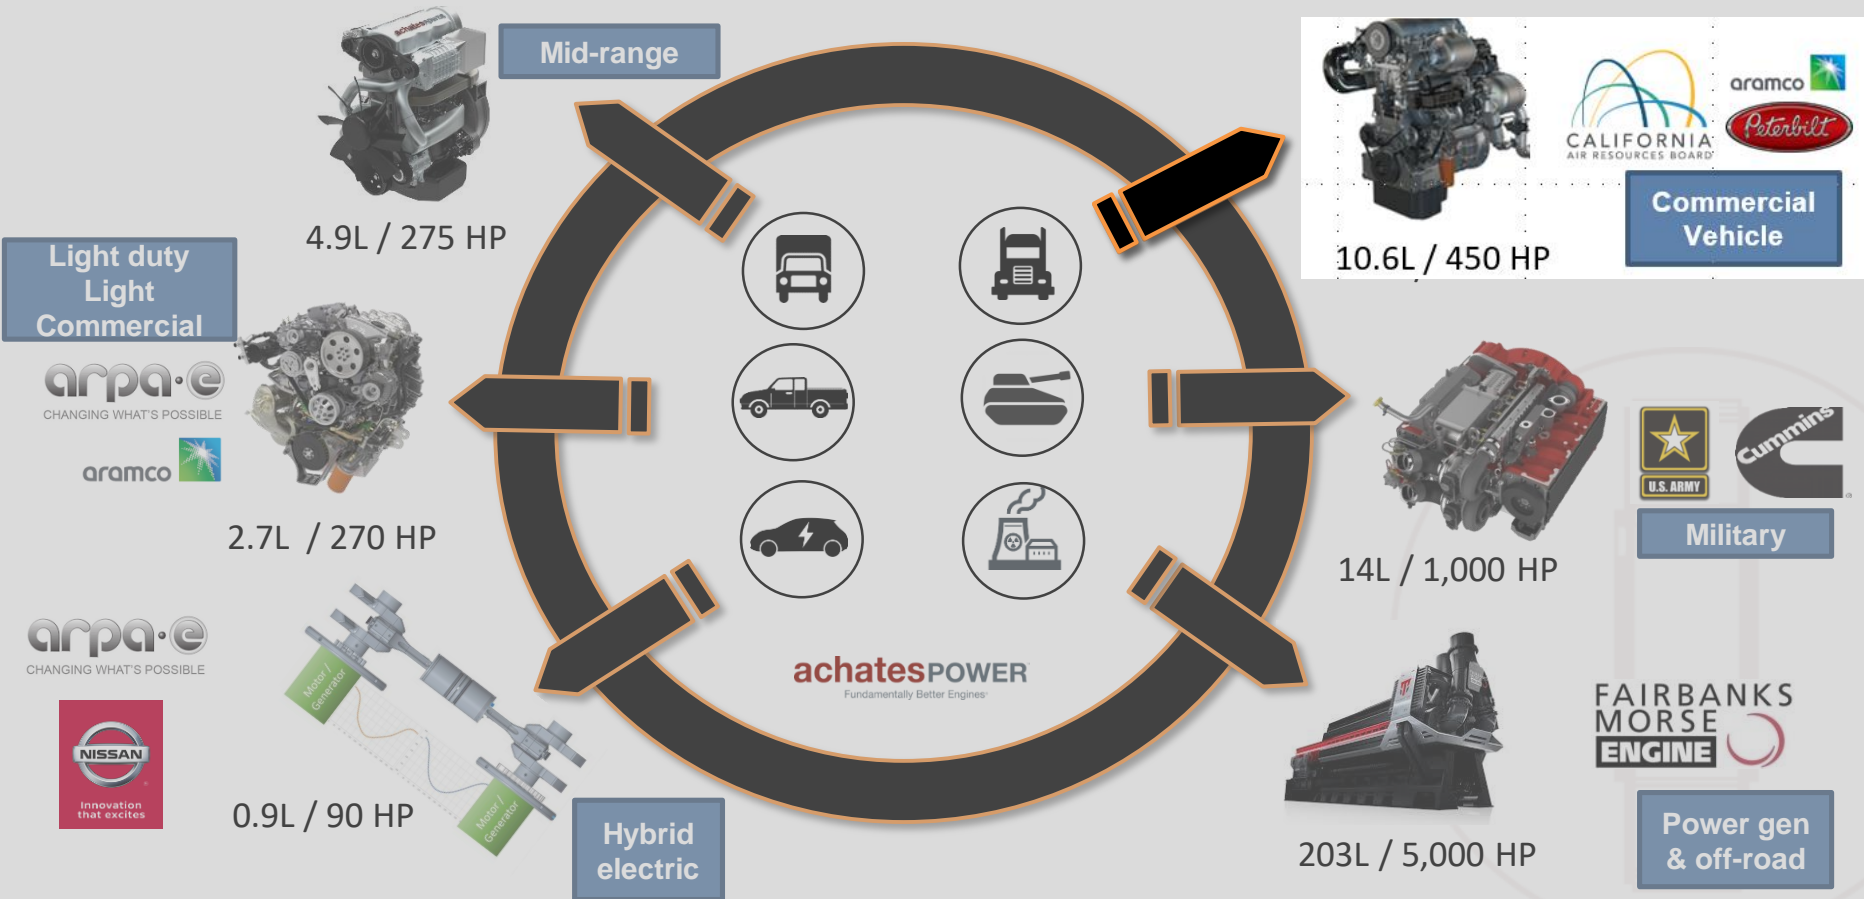 achatesPOWER
Mid-range
4.9L / 275 HP
Light duty
Light
Commercial
arpa·e
CHANGING WHAT'S POSSIBLE
aramco
2.7L / 270 HP
arpa·e
CHANGING WHAT'S POSSIBLE
NISSAN
Innovation
that excites
Motor /
Generator
Motor /
Generator
0.9L / 90 HP
Hybrid
electric
achatesPOWER
Fundamentally Better Engines
CALIFORNIA
AIR RESOURCES BOARD
aramco
Peterbilt
Commercial
Vehicle
10.6L / 450 HP
U.S. ARMY
Cummins
Military
14L / 1,000 HP
FAIRBANKS
MORSE
ENGINE
203L / 5,000 HP
Power gen
& off-road